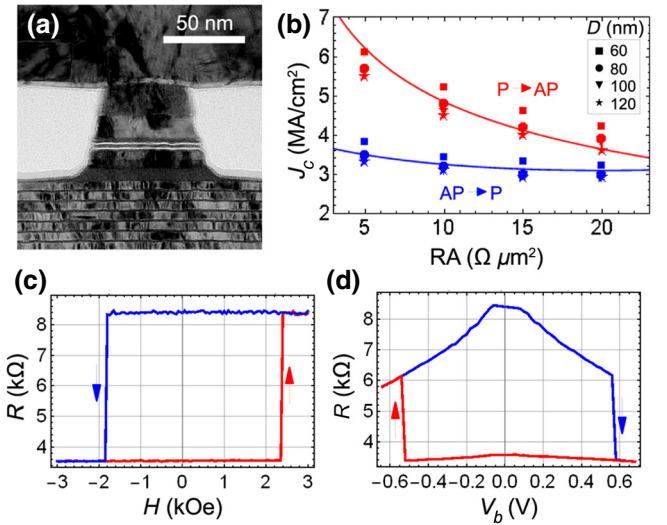 (a)
50 nm
(b)
7
6
5
4
3
2
J_c (MA/cm²)
D (nm)
60
80
100
120
P ► AP
AP → P
5 10 15 20
RA (Ω μm²)
(c)
8
7
6
5
4
R (kΩ)
−3 −2 −1 0 1 2 3
H (kOe)
(d)
8
7
6
5
4
R (kΩ)
−0.6 −0.4 −0.2 0.0 0.2 0.4 0.6
V_b (V)